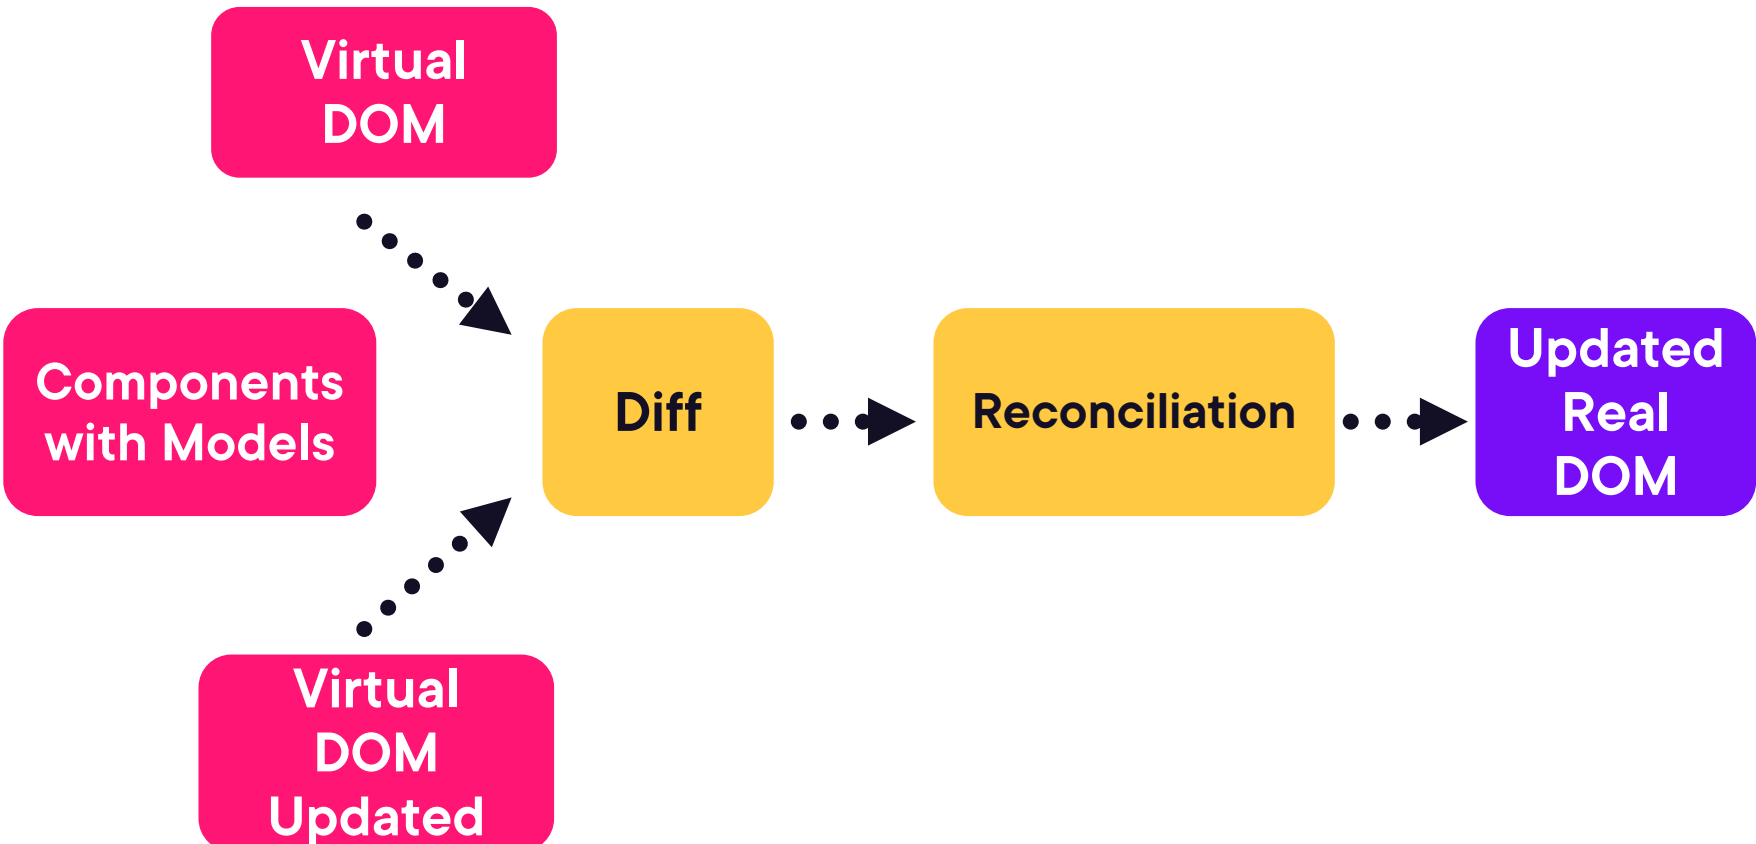 Virtual
DOM
Components
with Models
Diff
Reconciliation
Updated
Real
DOM
Virtual
DOM
Updated